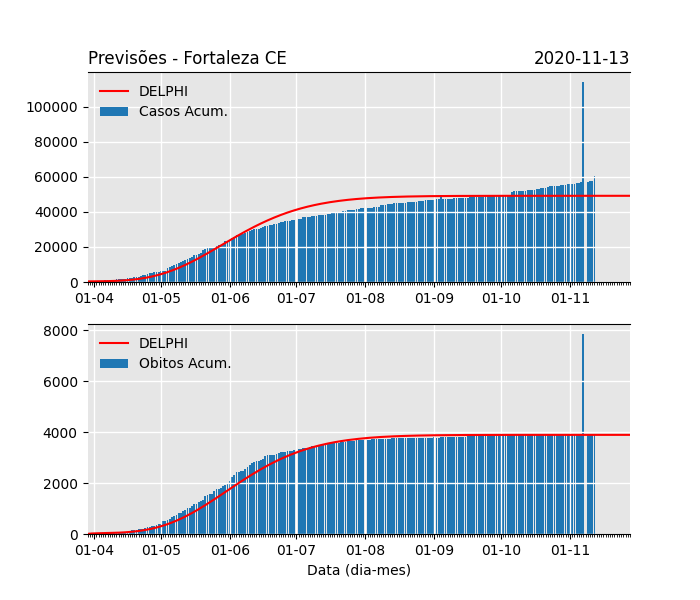 Previsões - Fortaleza CE 2020-11-13
DELPHI
Casos Acum.
100000
80000
60000
40000
20000
0
01-04 01-05 01-06 01-07 01-08 01-09 01-10 01-11
DELPHI
Obitos Acum.
8000
6000
4000
2000
0
01-04 01-05 01-06 01-07 01-08 01-09 01-10 01-11
Data (dia-mes)